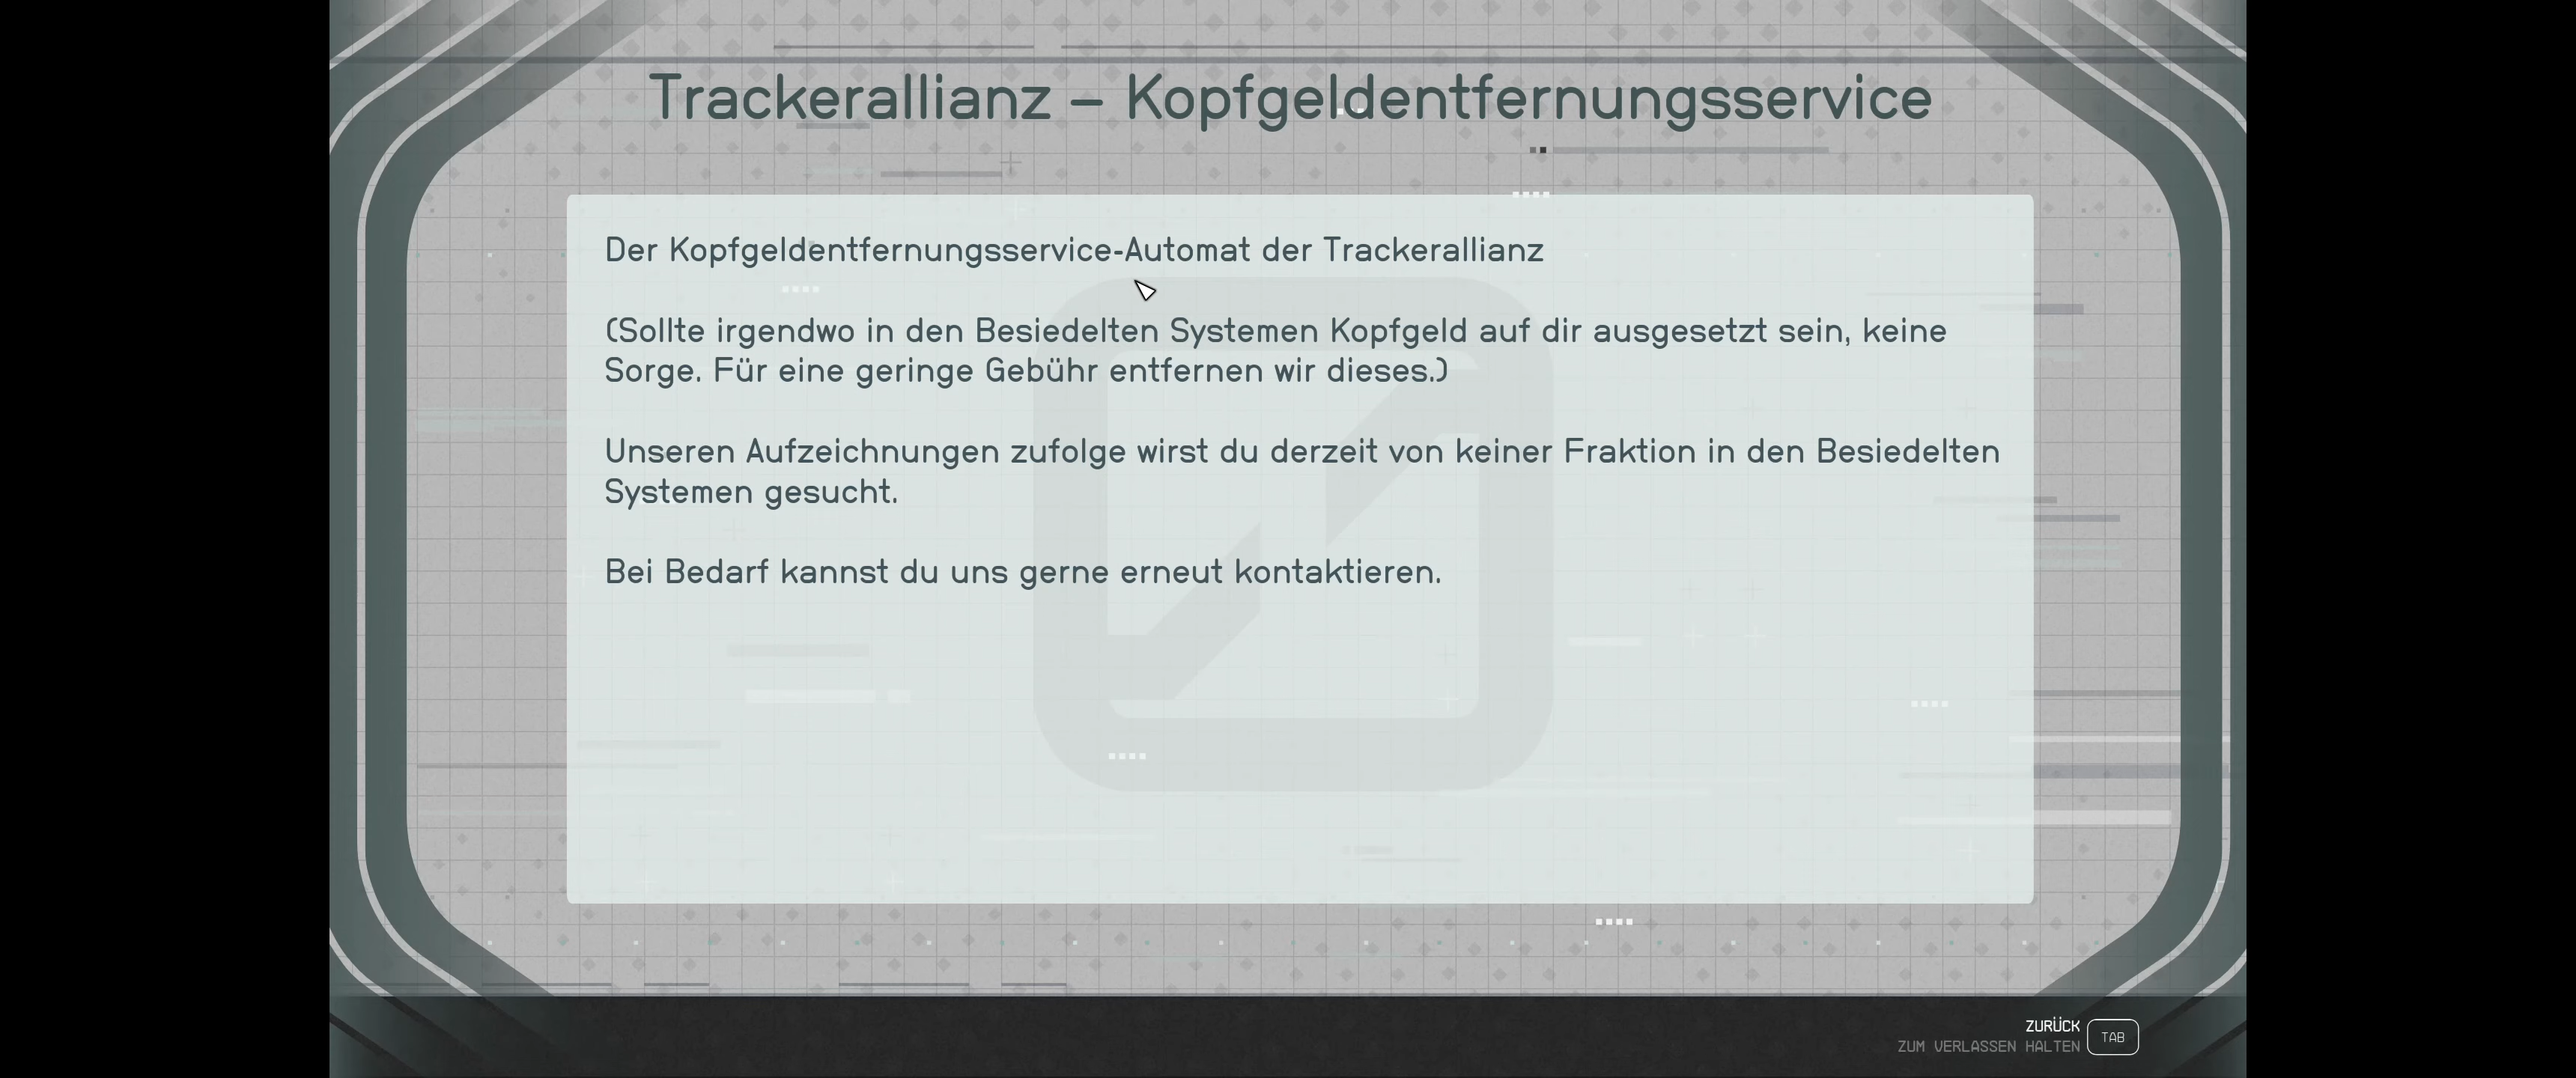 Trackerallianz – Kopfgeldentfernungsservice
Der Kopfgeldentfernungsservice-Automat der Trackerallianz
(Sollte irgendwo in den Besiedelten Systemen Kopfgeld auf dir ausgesetzt sein, keine
Sorge. Für eine geringe Gebühr entfernen wir dieses.)
Unseren Aufzeichnungen zufolge wirst du derzeit von keiner Fraktion in den Besiedelten
Systemen gesucht.
Bei Bedarf kannst du uns gerne erneut kontaktieren.
ZURÜCK
ZUM VERLASSEN HALTEN
TAB